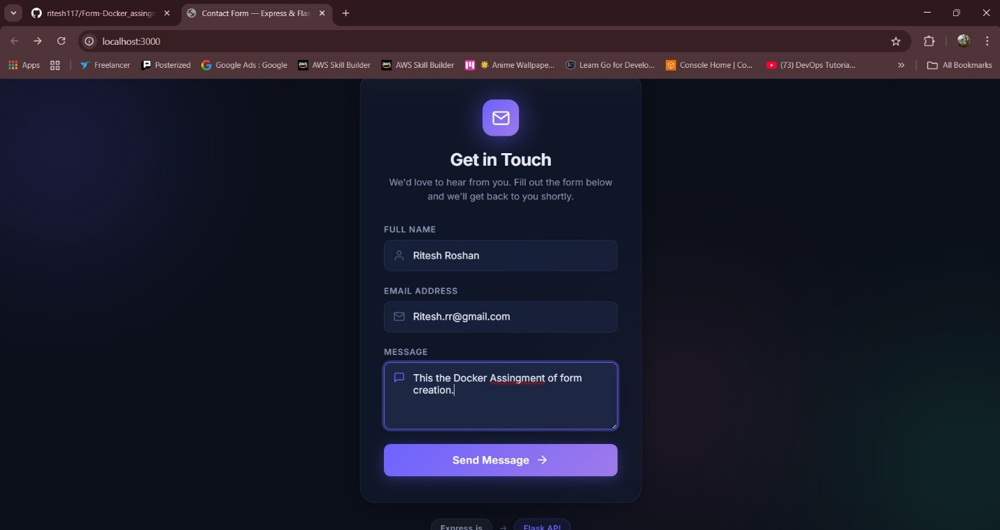 ritesh117/Form-Docker_assingn
Contact Form — Express & Flas
localhost:3000
Apps
Freelancer
Posterized
Google Ads : Google
aws
AWS Skill Builder
aws
AWS Skill Builder
Anime Wallpape...
Learn Go for Develo...
Console Home | Co...
(73) DevOps Tutoria...
All Bookmarks
Get in Touch
We'd love to hear from you. Fill out the form below
and we'll get back to you shortly.
FULL NAME
Ritesh Roshan
EMAIL ADDRESS
Ritesh.rr@gmail.com
MESSAGE
This the Docker Assingment of form
creation.
Send Message →
Express.js → Flask API